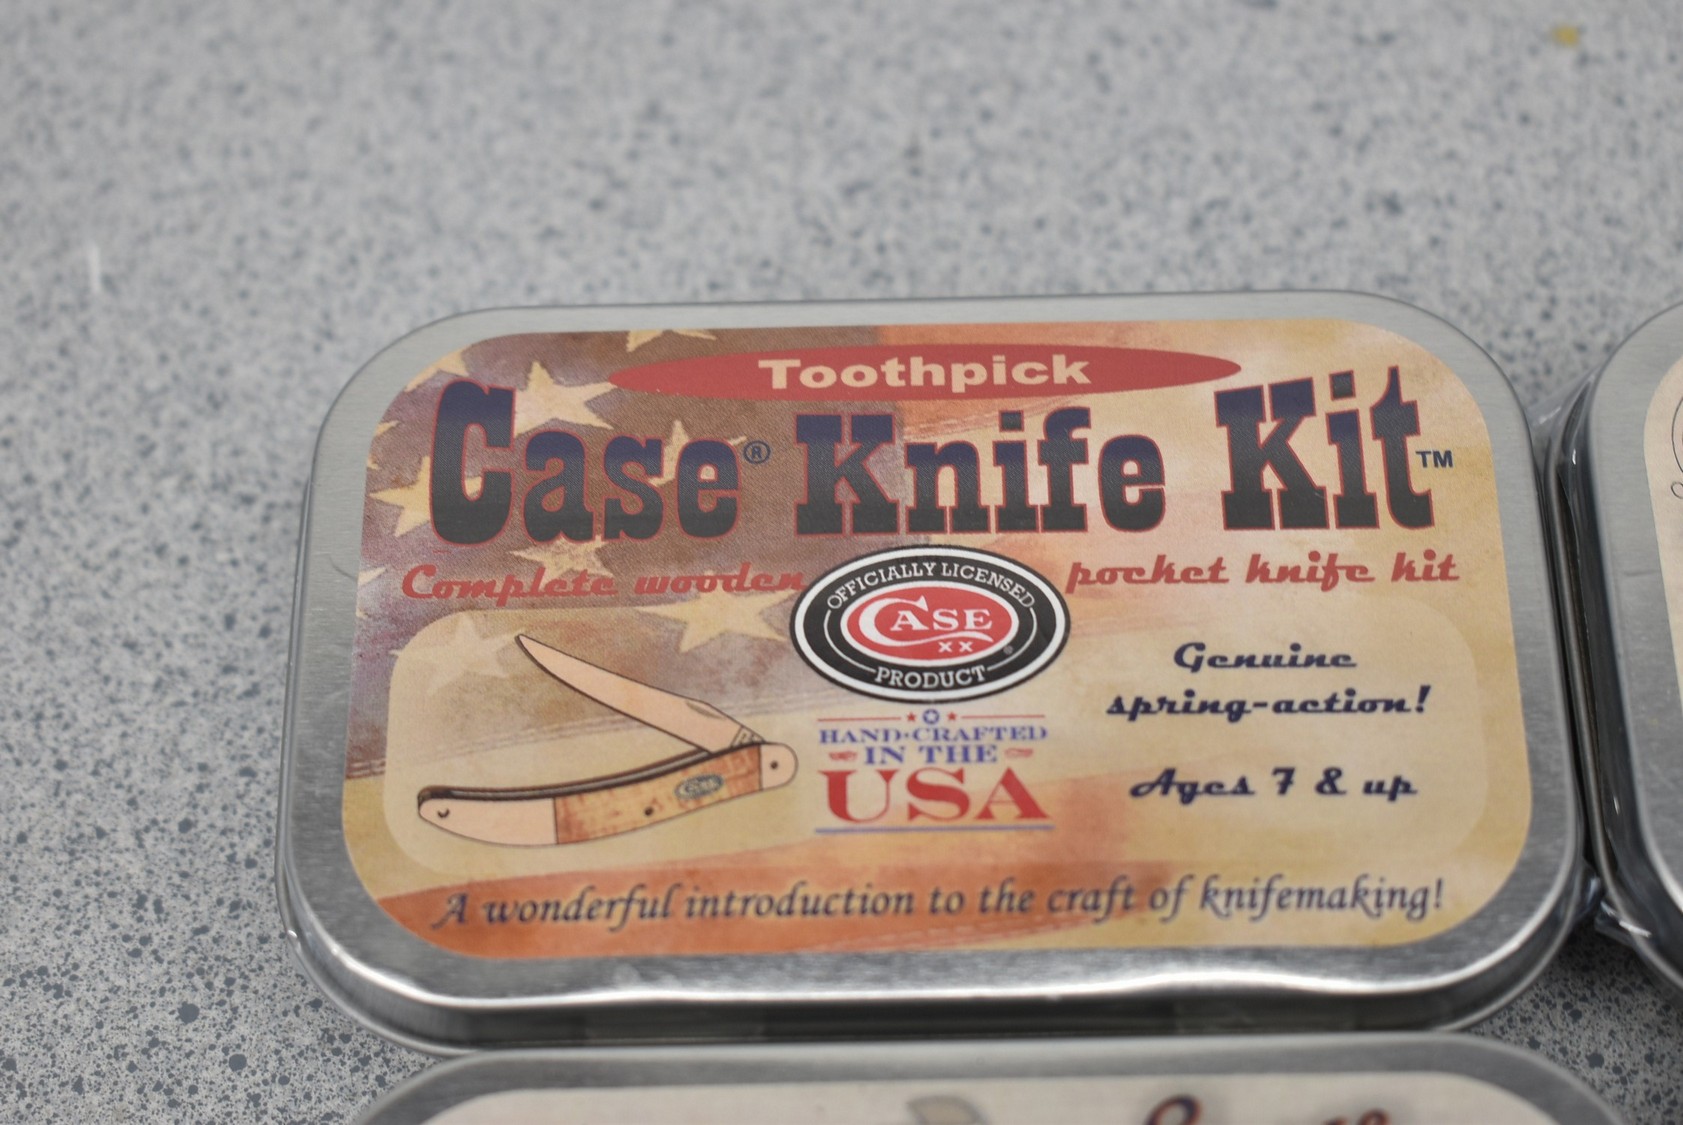 Toothpick
Case® Knife Kit™
Complete wooden pocket knife kit
OFFICIALLY LICENSED
CASE
XX
PRODUCT
HAND·CRAFTED
IN THE
USA
Genuine
spring-action!
Ages 7 & up
A wonderful introduction to the craft of knifemaking!